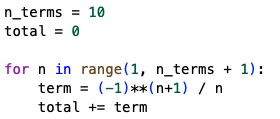 n_terms = 10
total = 0

for n in range(1, n_terms + 1):
    term = (-1)**(n+1) / n
    total += term